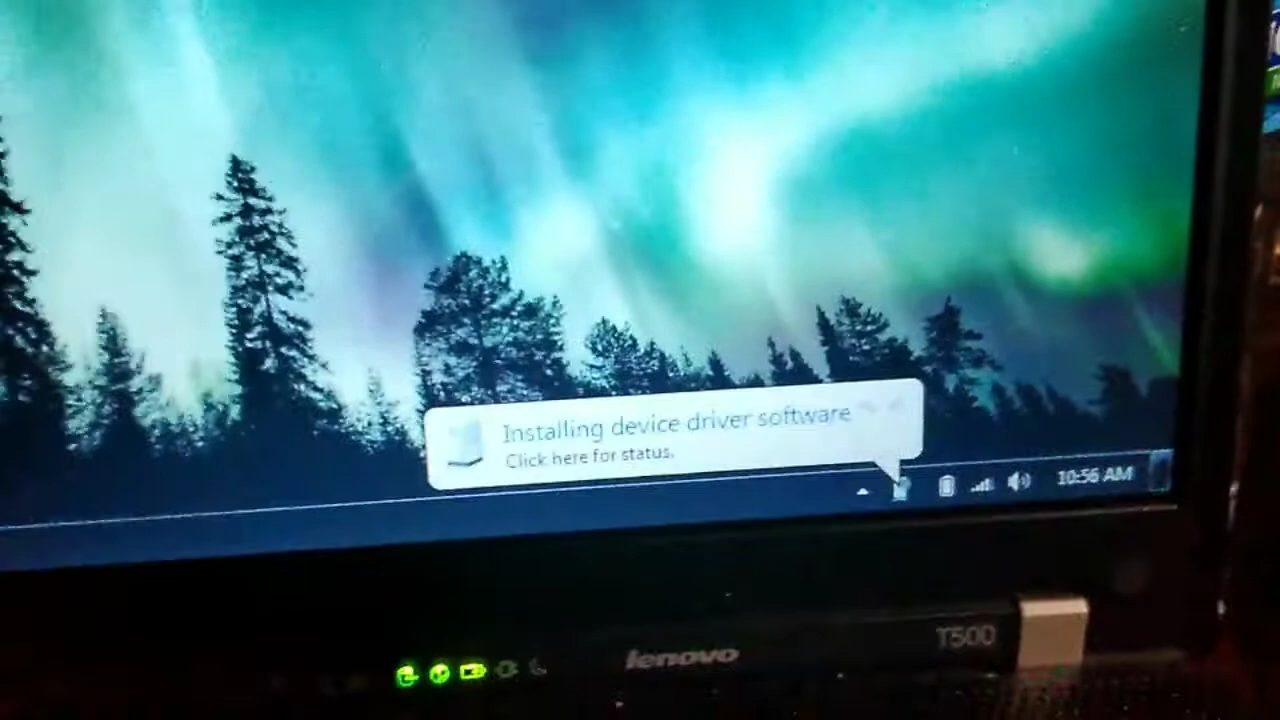 Installing device driver software
Click here for status.
10:56 AM
lenovo
T500